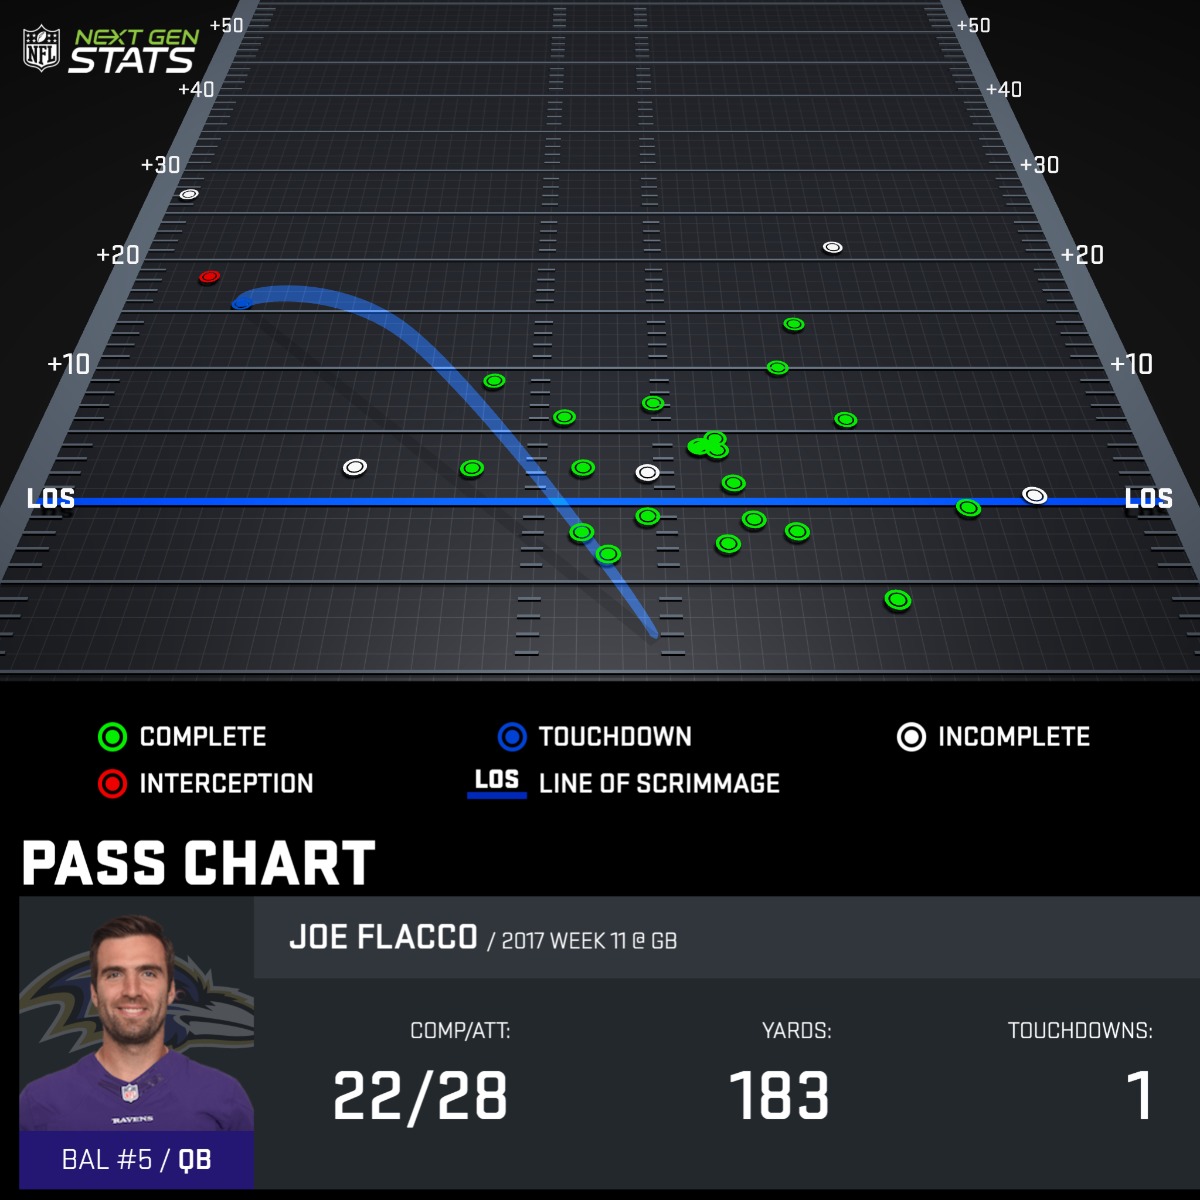 +50 +50
NFL NEXT GEN
STATS
+40 +40
+30 +30
+20 +20
+10 +10
LOS LOS
COMPLETE TOUCHDOWN INCOMPLETE
INTERCEPTION LOS LINE OF SCRIMMAGE
PASS CHART
JOE FLACCO / 2017 WEEK 11 @ GB
COMP/ATT: YARDS: TOUCHDOWNS:
22/28 183 1
RAVENS
BAL #5 / QB